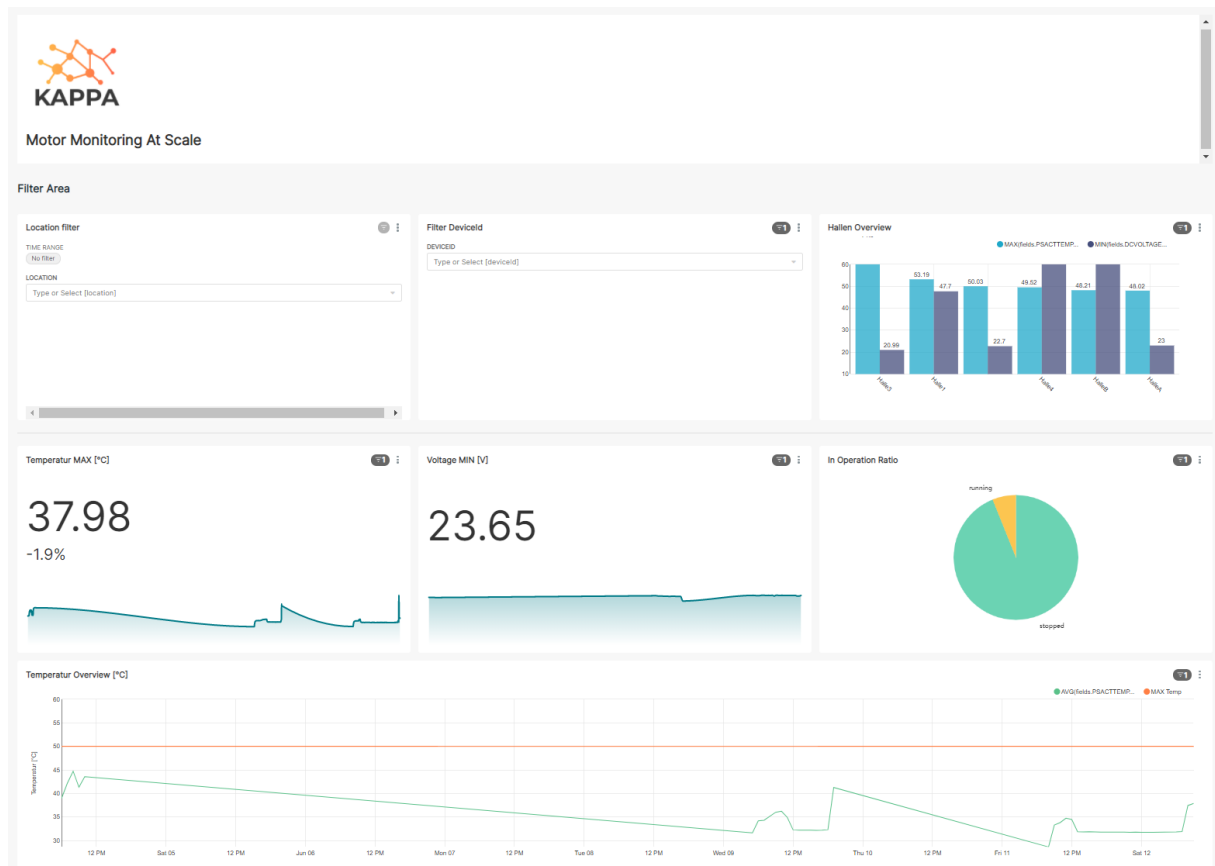 KAPPA
Motor Monitoring At Scale
Filter Area
Location filter
TIME RANGE
No filter
LOCATION
Type or Select [location]
Filter DeviceId
1
DEVICEID
Type or Select [deviceId]
Hallen Overview
1
MAX(fields.PSACTTEMP... MIN(fields.DCVOLTAGE...
60
50
40
30
20
10
20.99
53.19
47.7
50.03
22.7
49.52
48.21
48.02
23
Halle3
Halle1
Halle4
HalleB
HalleA
Temperatur MAX [°C]
1
37.98
-1.9%
Voltage MIN [V]
1
23.65
In Operation Ratio
1
running
stopped
Temperatur Overview [°C]
1
AVG(fields.PSACTTEMP... MAX Temp
Temperatur [°C]
60
55
50
45
40
35
30
12 PM Sat 05 12 PM Jun 06 12 PM Mon 07 12 PM Tue 08 12 PM Wed 09 12 PM Thu 10 12 PM Fri 11 12 PM Sat 12